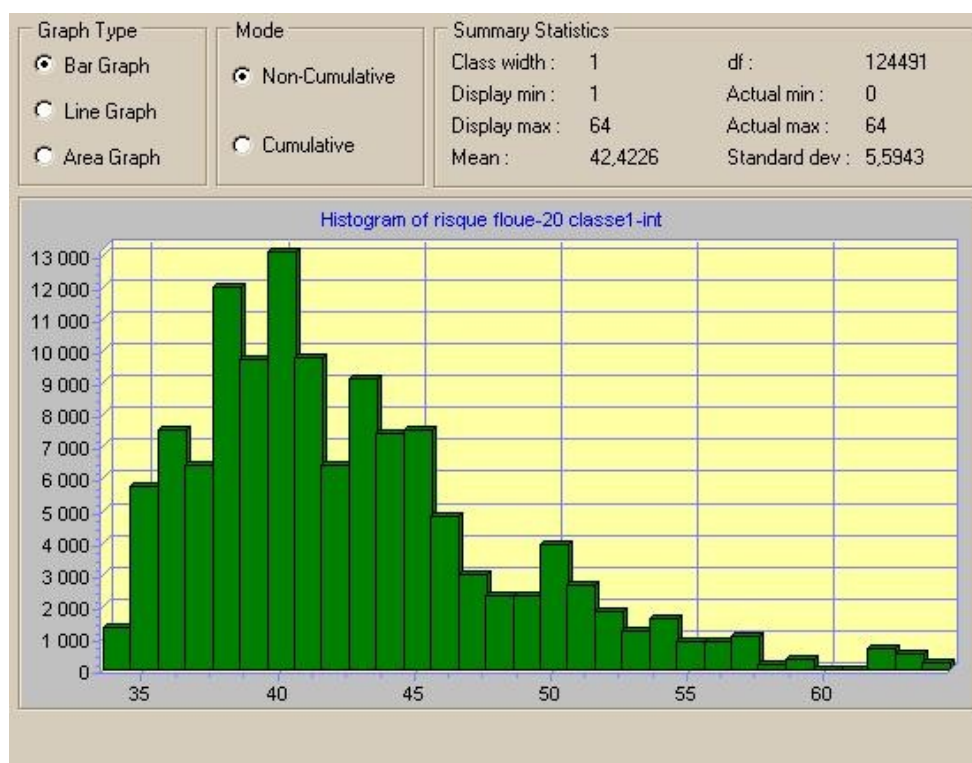 Graph Type
Bar Graph
Line Graph
Area Graph
Mode
Non-Cumulative
Cumulative
Summary Statistics
Class width : 1 df : 124491
Display min : 1 Actual min : 0
Display max : 64 Actual max : 64
Mean : 42,4226 Standard dev : 5,5943
Histogram of risque floue-20 classe1-int
13 000
12 000
11 000
10 000
9 000
8 000
7 000
6 000
5 000
4 000
3 000
2 000
1 000
0
35 40 45 50 55 60